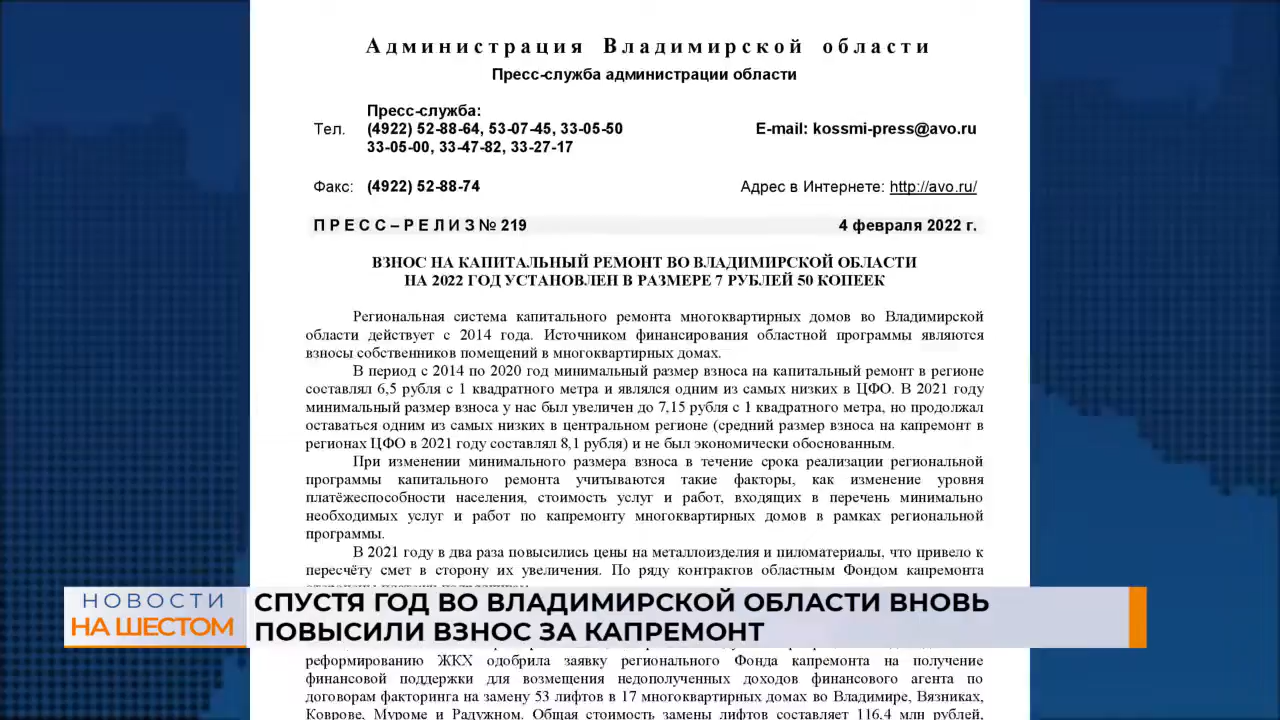 Администрация Владимирской области
Пресс-служба администрации области
Пресс-служба:
Тел. (4922) 52-88-64, 53-07-45, 33-05-50 E-mail: kossmi-press@avo.ru
33-05-00, 33-47-82, 33-27-17
Факс: (4922) 52-88-74 Адрес в Интернете: http://avo.ru/
ПРЕСС – РЕЛИЗ № 219 4 февраля 2022 г.
ВЗНОС НА КАПИТАЛЬНЫЙ РЕМОНТ ВО ВЛАДИМИРСКОЙ ОБЛАСТИ
НА 2022 ГОД УСТАНОВЛЕН В РАЗМЕРЕ 7 РУБЛЕЙ 50 КОПЕЕК
Региональная система капитального ремонта многоквартирных домов во Владимирской
области действует с 2014 года. Источником финансирования областной программы являются
взносы собственников помещений в многоквартирных домах.
В период с 2014 по 2020 год минимальный размер взноса на капитальный ремонт в регионе
составлял 6,5 рубля с 1 квадратного метра и являлся одним из самых низких в ЦФО. В 2021 году
минимальный размер взноса у нас был увеличен до 7,15 рубля с 1 квадратного метра, но продолжал
оставаться одним из самых низких в центральном регионе (средний размер взноса на капремонт в
регионах ЦФО в 2021 году составлял 8,1 рубля) и не был экономически обоснованным.
При изменении минимального размера взноса в течение срока реализации региональной
программы капитального ремонта учитываются такие факторы, как изменение уровня
платёжеспособности населения, стоимость услуг и работ, входящих в перечень минимально
необходимых услуг и работ по капремонту многоквартирных домов в рамках региональной
программы.
В 2021 году в два раза повысились цены на металлоизделия и пиломатериалы, что привело к
пересчёту смет в сторону их увеличения. По ряду контрактов областным Фондом капремонта
НОВОСТИ
НА ШЕСТОМ
СПУСТЯ ГОД ВО ВЛАДИМИРСКОЙ ОБЛАСТИ ВНОВЬ
ПОВЫСИЛИ ВЗНОС ЗА КАПРЕМОНТ
реформированию ЖКХ одобрила заявку регионального Фонда капремонта на получение
финансовой поддержки для возмещения недополученных доходов финансового агента по
договорам факторинга на замену 53 лифтов в 17 многоквартирных домах во Владимире, Вязниках,
Коврове, Муроме и Радужном. Общая стоимость замены лифтов составляет 116,4 млн рублей,